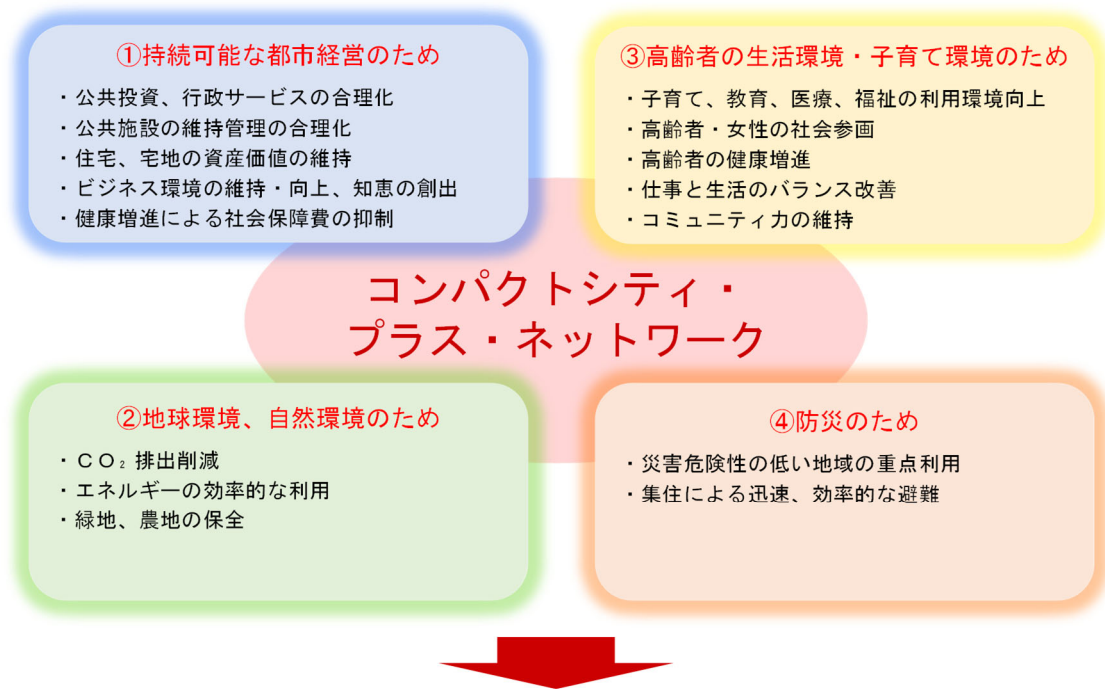 ①持続可能な都市経営のため
・公共投資、行政サービスの合理化
・公共施設の維持管理の合理化
・住宅、宅地の資産価値の維持
・ビジネス環境の維持・向上、知恵の創出
・健康増進による社会保障費の抑制
③高齢者の生活環境・子育て環境のため
・子育て、教育、医療、福祉の利用環境向上
・高齢者・女性の社会参画
・高齢者の健康増進
・仕事と生活のバランス改善
・コミュニティ力の維持
コンパクトシティ・
プラス・ネットワーク
②地球環境、自然環境のため
・ＣＯ₂ 排出削減
・エネルギーの効率的な利用
・緑地、農地の保全
④防災のため
・災害危険性の低い地域の重点利用
・集住による迅速、効率的な避難